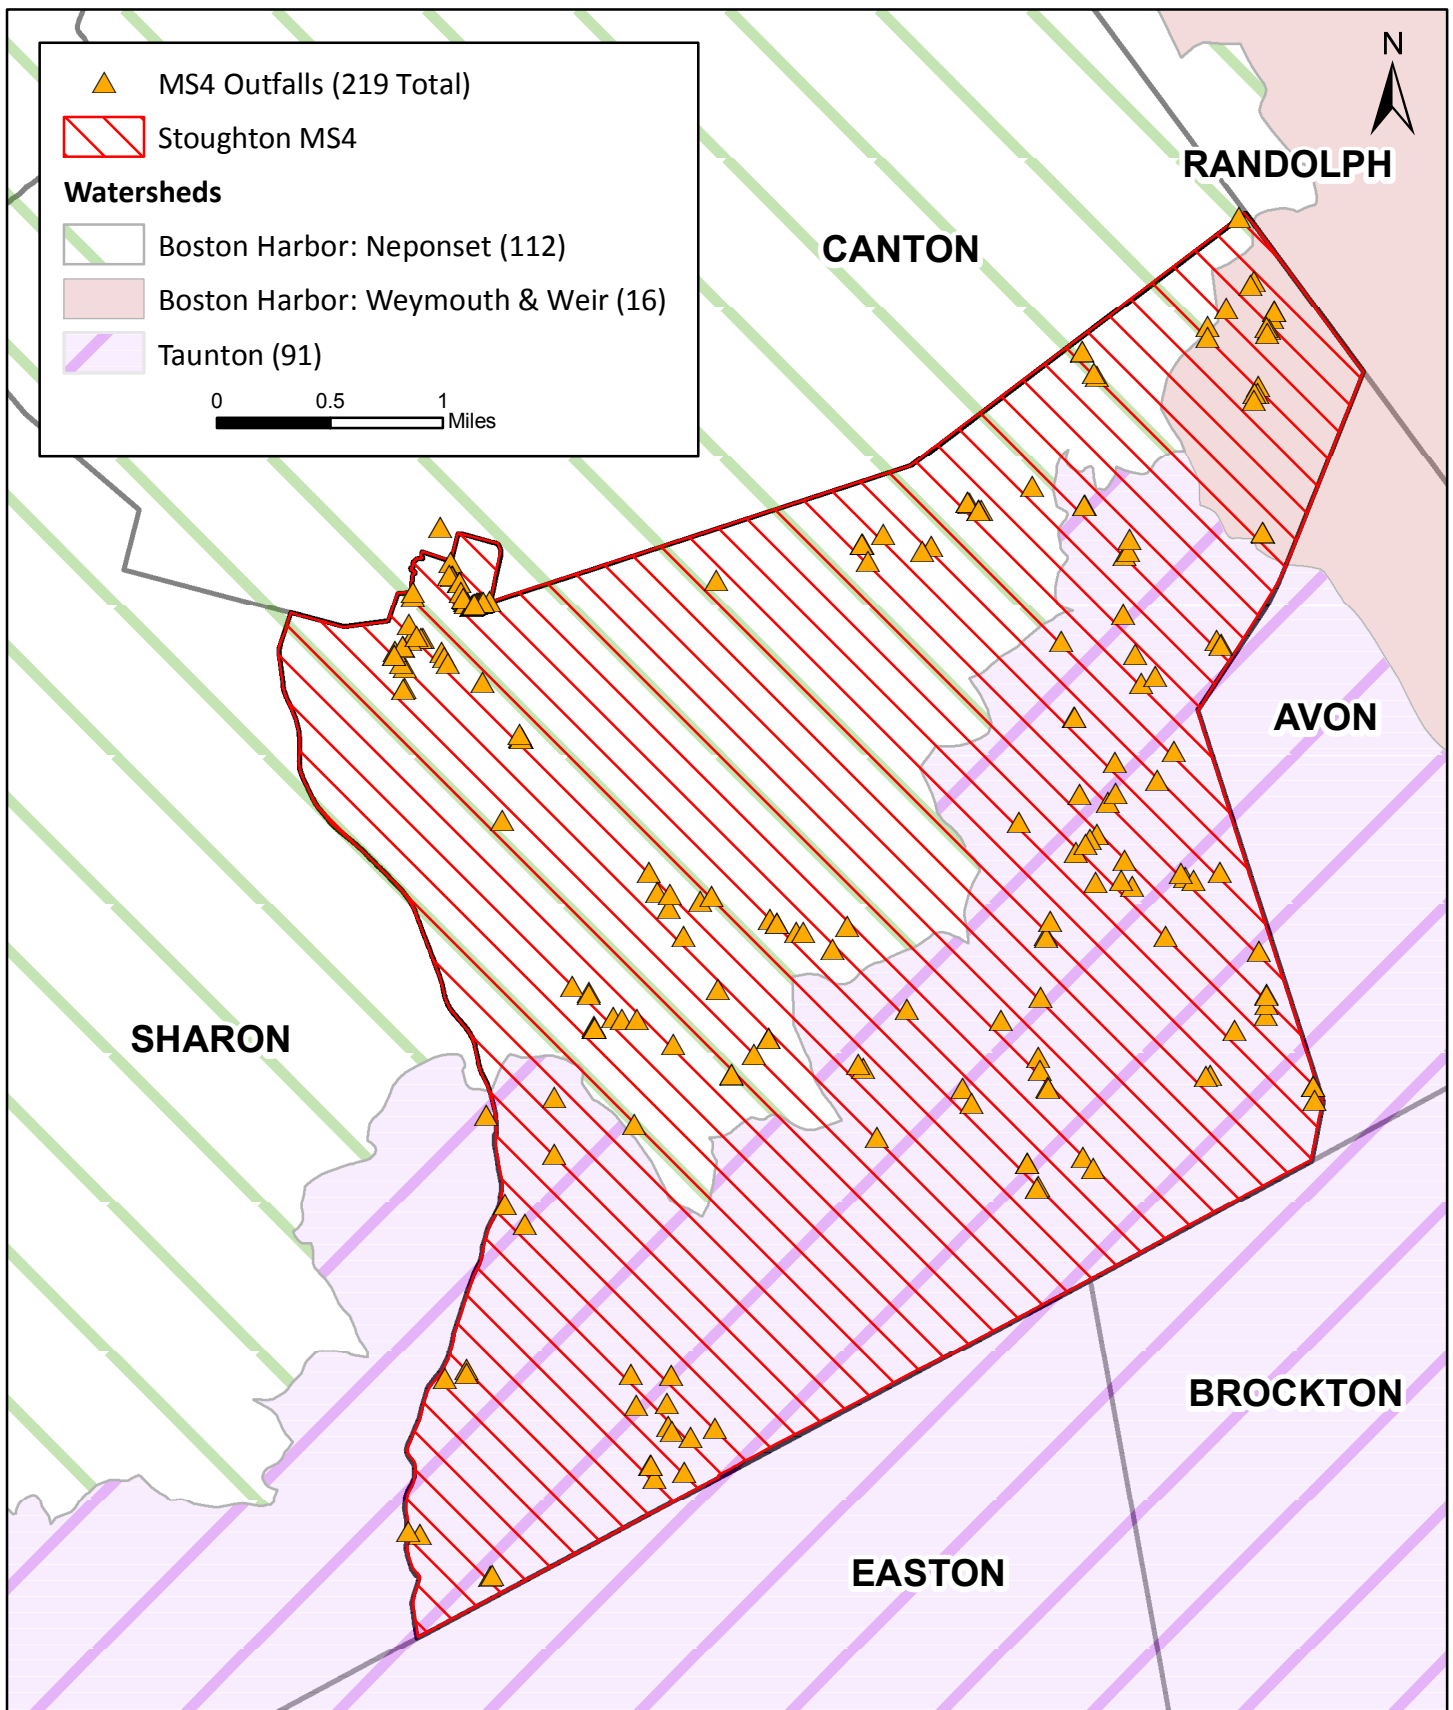 MS4 Outfalls (219 Total)
Stoughton MS4
Watersheds
Boston Harbor: Neponset (112)
Boston Harbor: Weymouth & Weir (16)
Taunton (91)
0 0.5 1
Miles
N
RANDOLPH
CANTON
AVON
SHARON
BROCKTON
EASTON